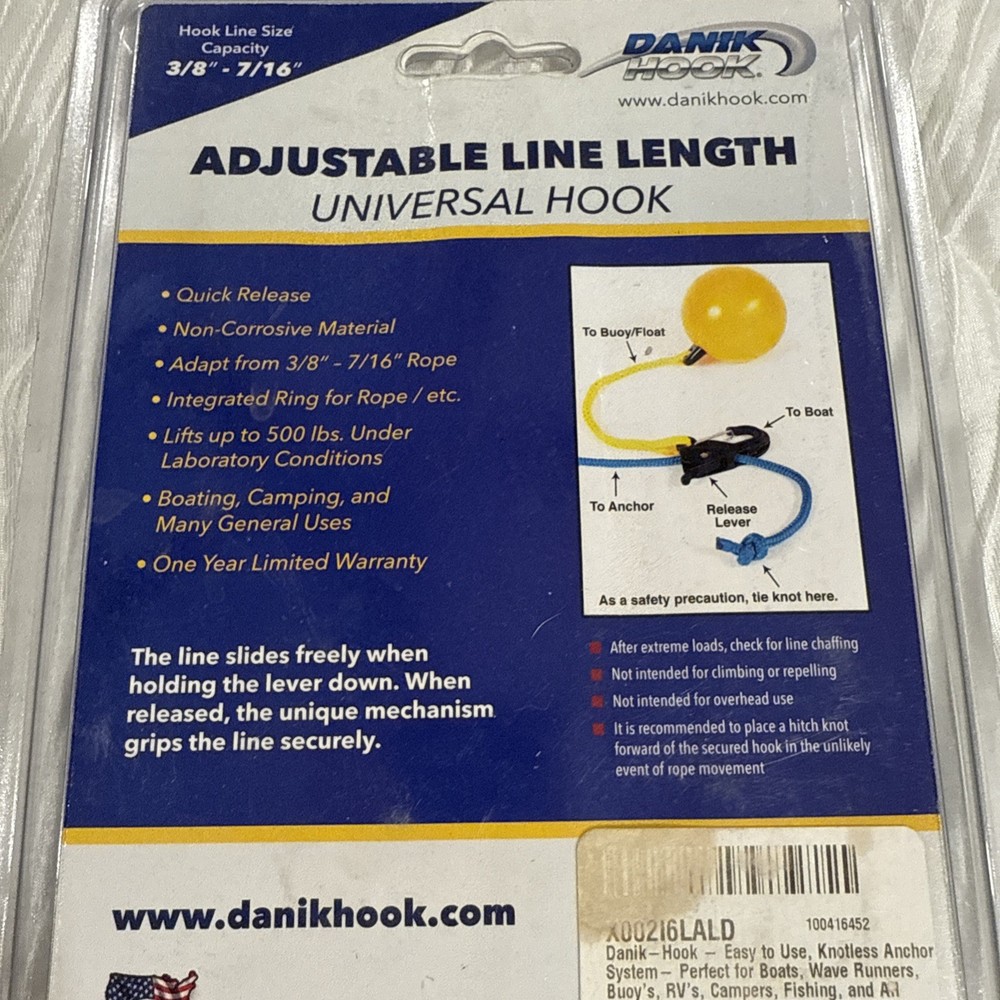 Hook Line Size
Capacity
3/8" - 7/16"
DANIK
HOOK®
www.danikhook.com
ADJUSTABLE LINE LENGTH
UNIVERSAL HOOK
• Quick Release
• Non-Corrosive Material
• Adapt from 3/8" - 7/16" Rope
• Integrated Ring for Rope / etc.
• Lifts up to 500 lbs. Under
Laboratory Conditions
• Boating, Camping, and
Many General Uses
• One Year Limited Warranty
To Buoy/Float
To Boat
To Anchor
Release
Lever
As a safety precaution, tie knot here.
The line slides freely when
holding the lever down. When
released, the unique mechanism
grips the line securely.
After extreme loads, check for line chaffing
Not intended for climbing or repelling
Not intended for overhead use
It is recommended to place a hitch knot
forward of the secured hook in the unlikely
event of rope movement
www.danikhook.com
X002I6LALD
100416452
Danik-Hook - Easy to Use, Knotless Anchor
System- Perfect for Boats, Wave Runners,
Buoy's, RV's, Campers, Fishing, and